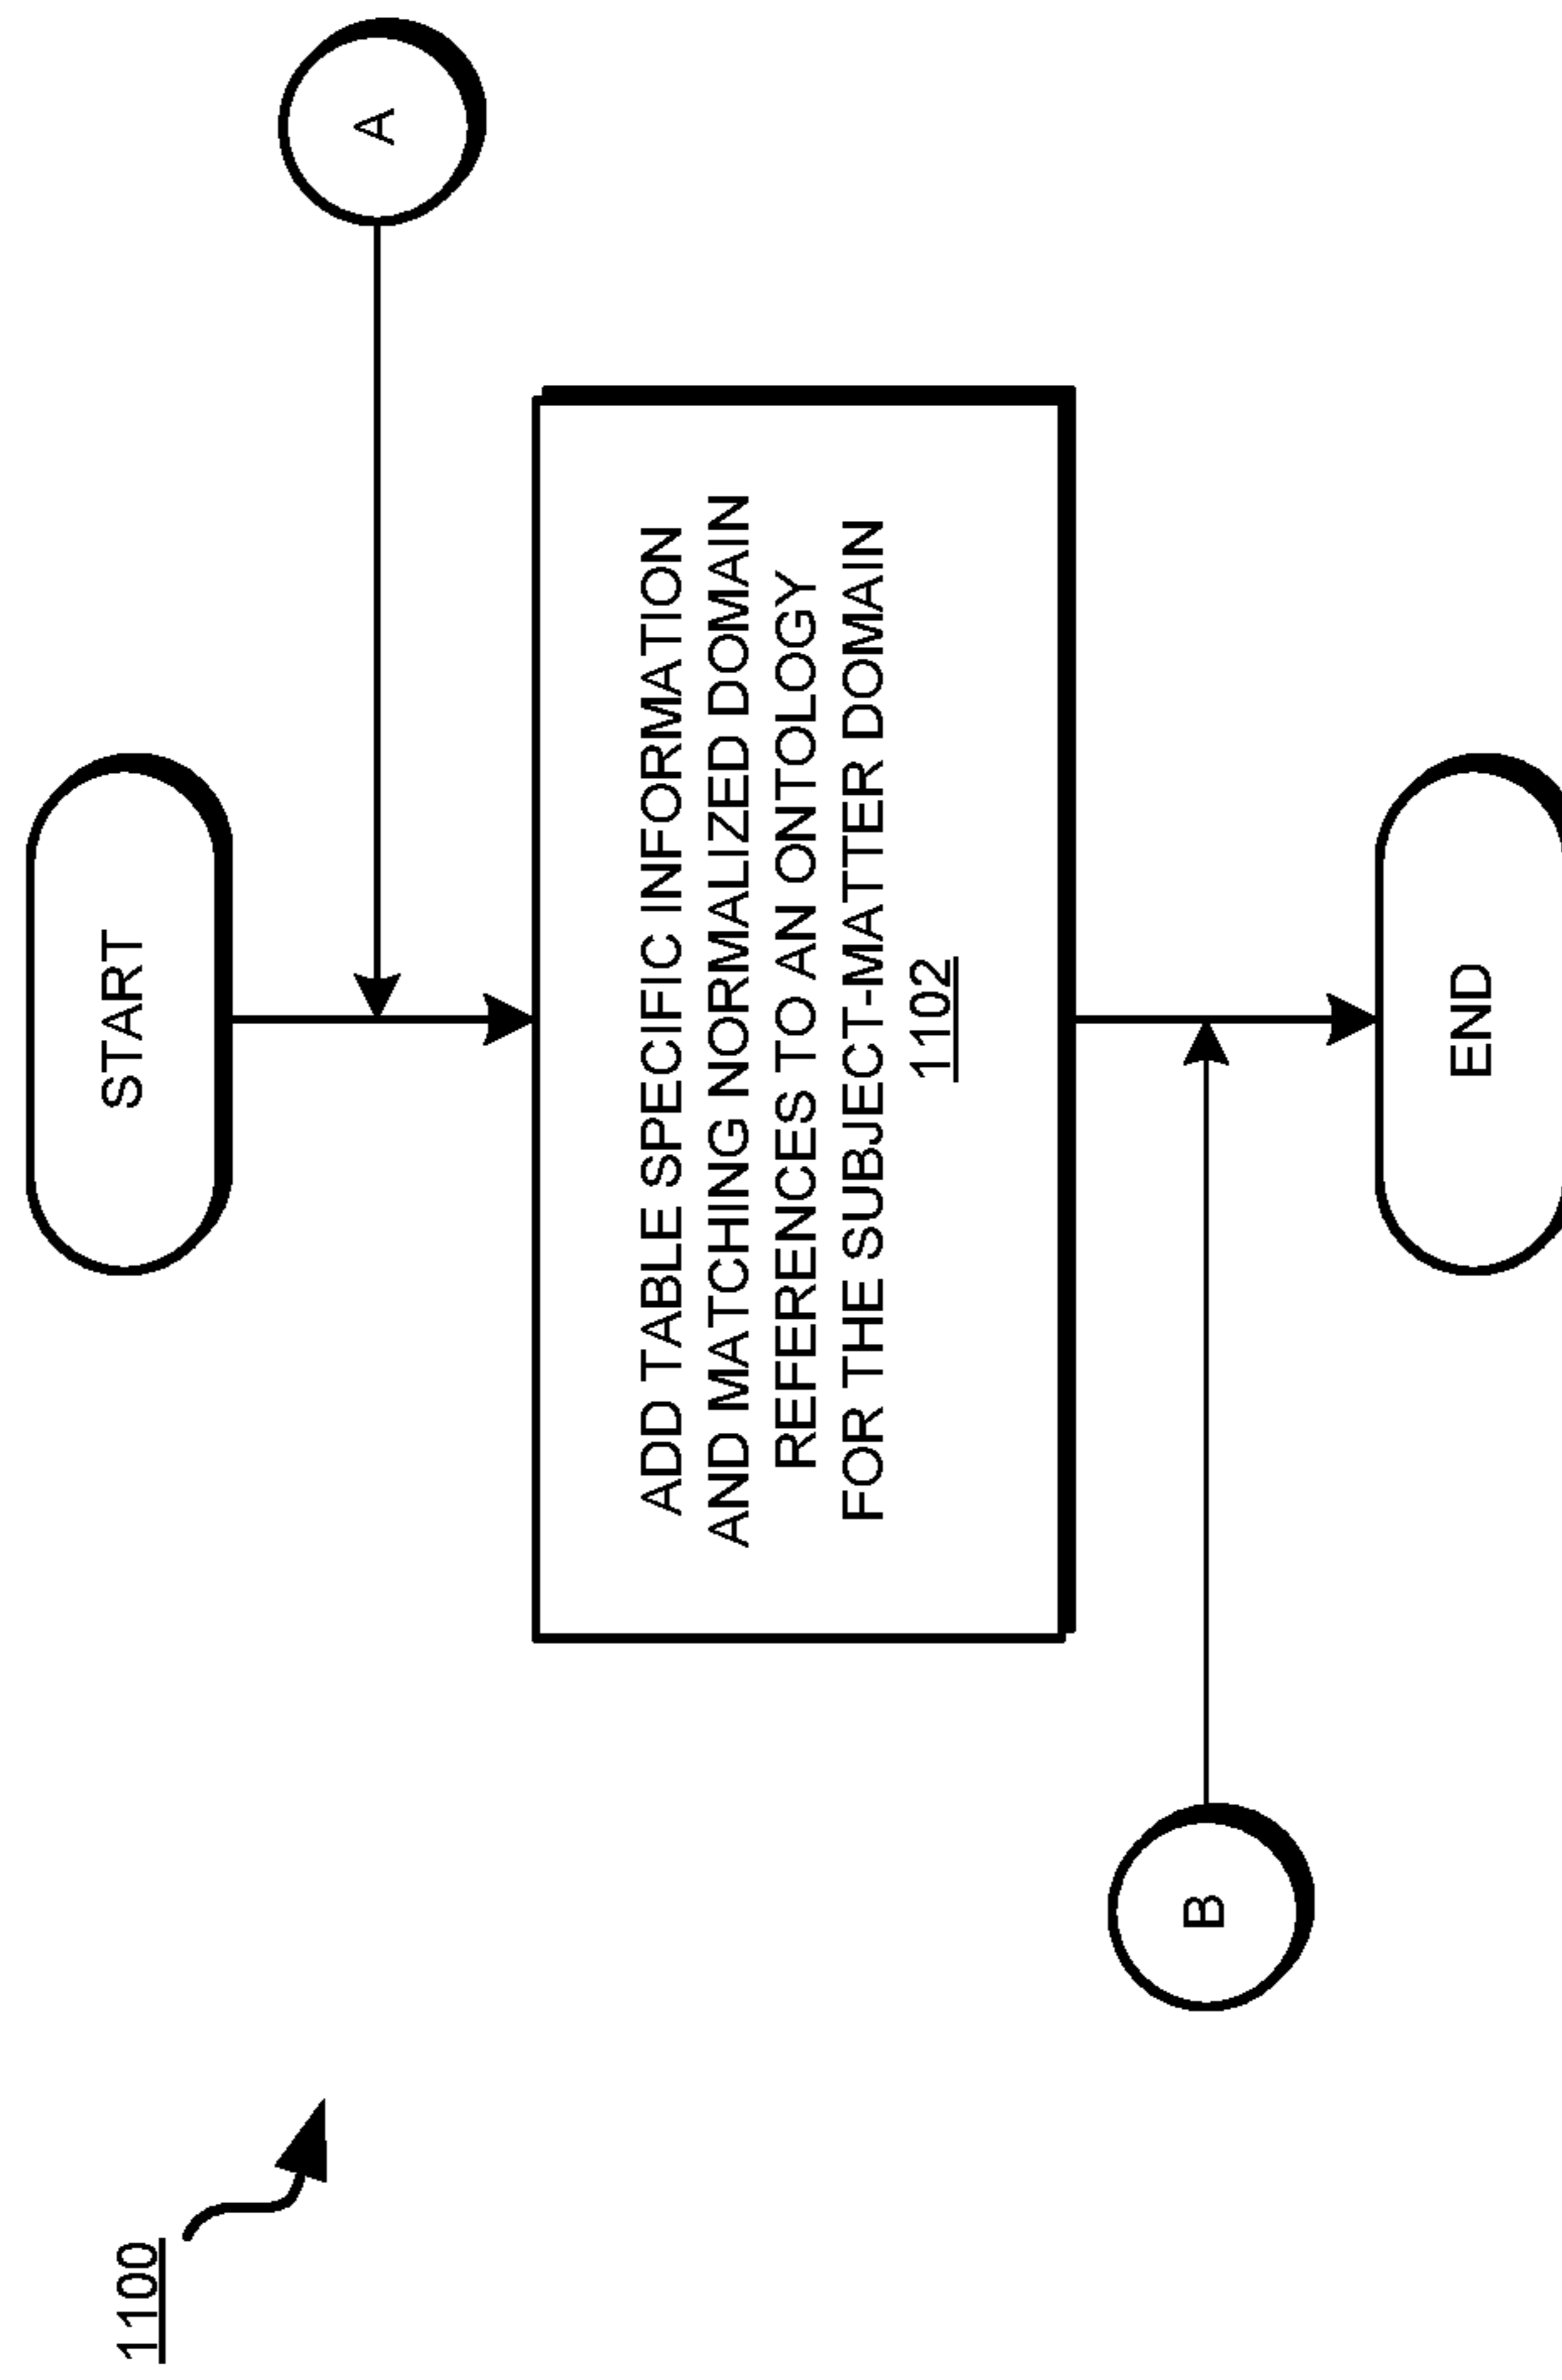 1100
START
A
ADD TABLE SPECIFIC INFORMATION
AND MATCHING NORMALIZED DOMAIN
REFERENCES TO AN ONTOLOGY
FOR THE SUBJECT-MATTER DOMAIN
1102
B
END